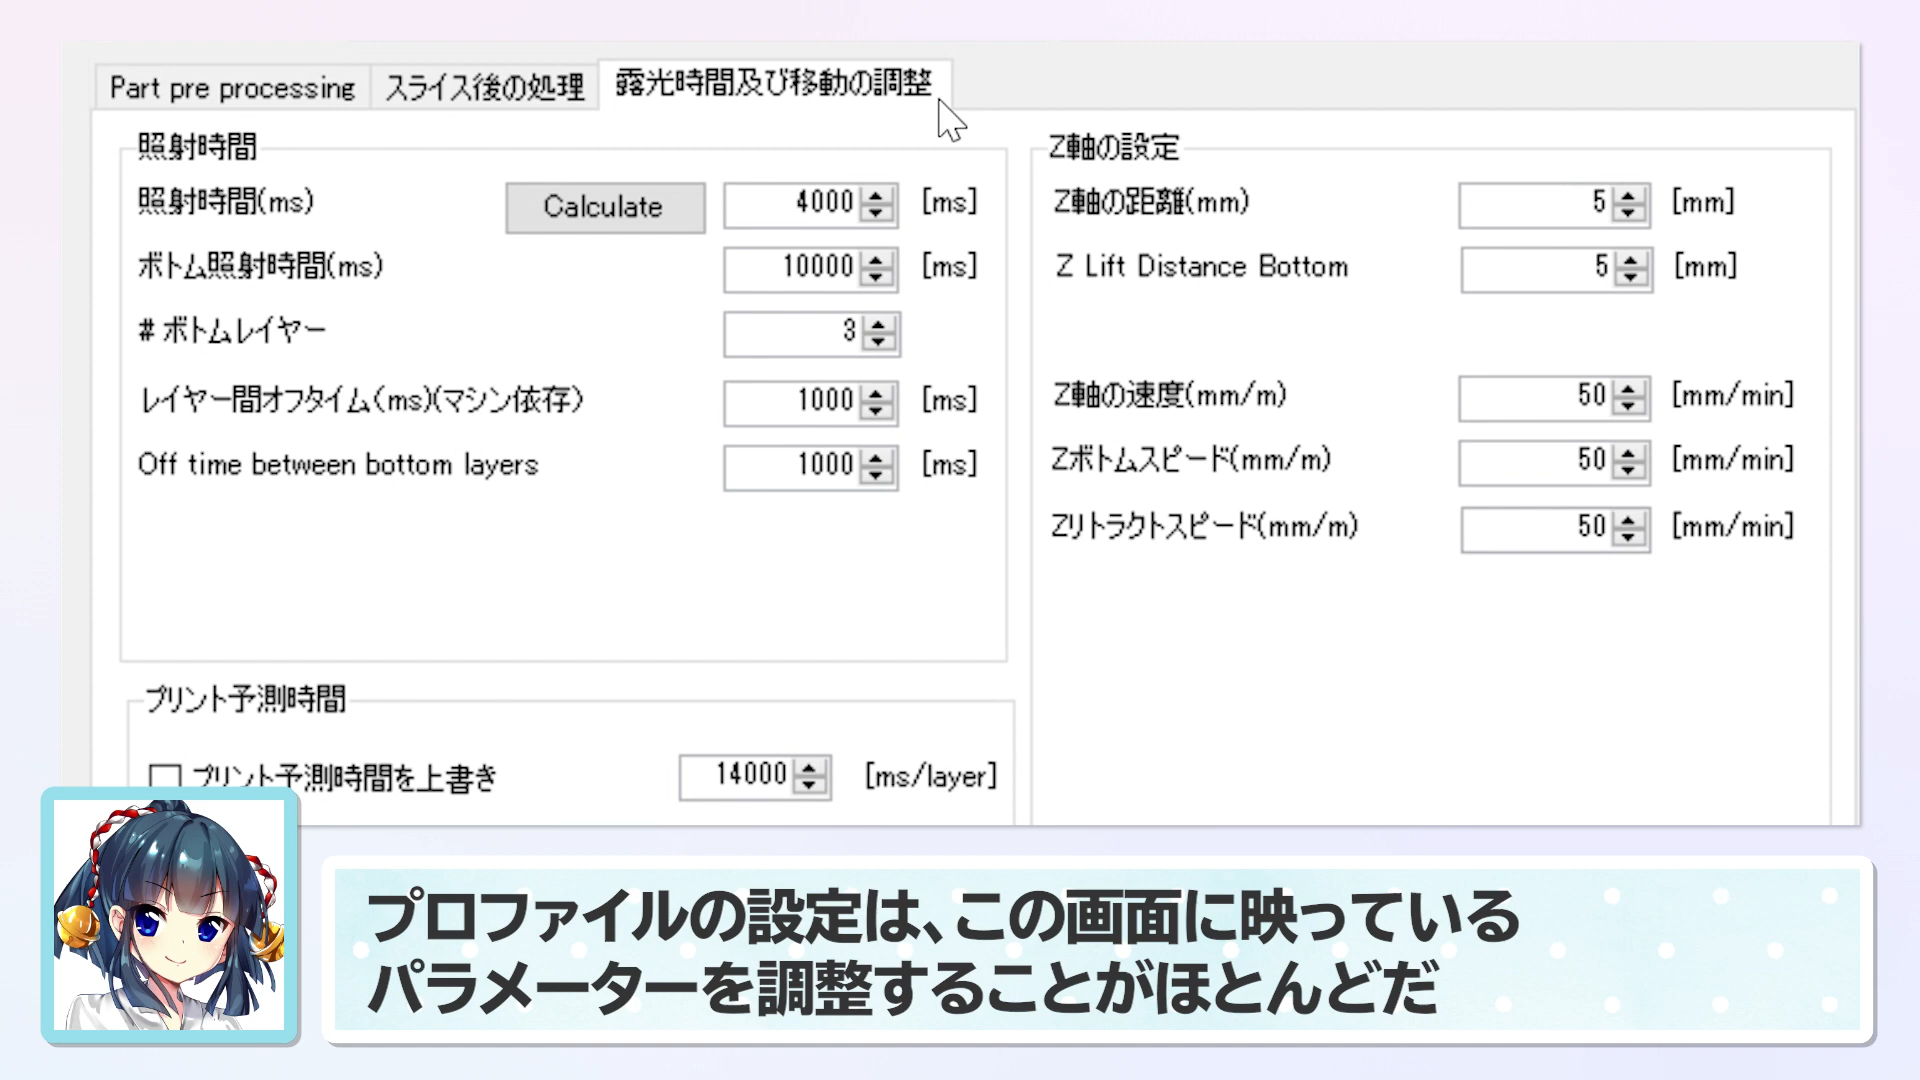 Part pre processing スライス後の処理 露光時間及び移動の調整
照射時間
照射時間(ms) Calculate 4000 [ms]
ボトム照射時間(ms) 10000 [ms]
# ボトムレイヤー 3
レイヤー間オフタイム(ms)(マシン依存) 1000 [ms]
Off time between bottom layers 1000 [ms]
プリント予測時間
プリント予測時間を上書き 14000 [ms/layer]
Z軸の設定
Z軸の距離(mm) 5 [mm]
Z Lift Distance Bottom 5 [mm]
Z軸の速度(mm/m) 50 [mm/min]
Zボトムスピード(mm/m) 50 [mm/min]
Zリトラクトスピード(mm/m) 50 [mm/min]
プロファイルの設定は、この画面に映っている
パラメーターを調整することがほとんどだ